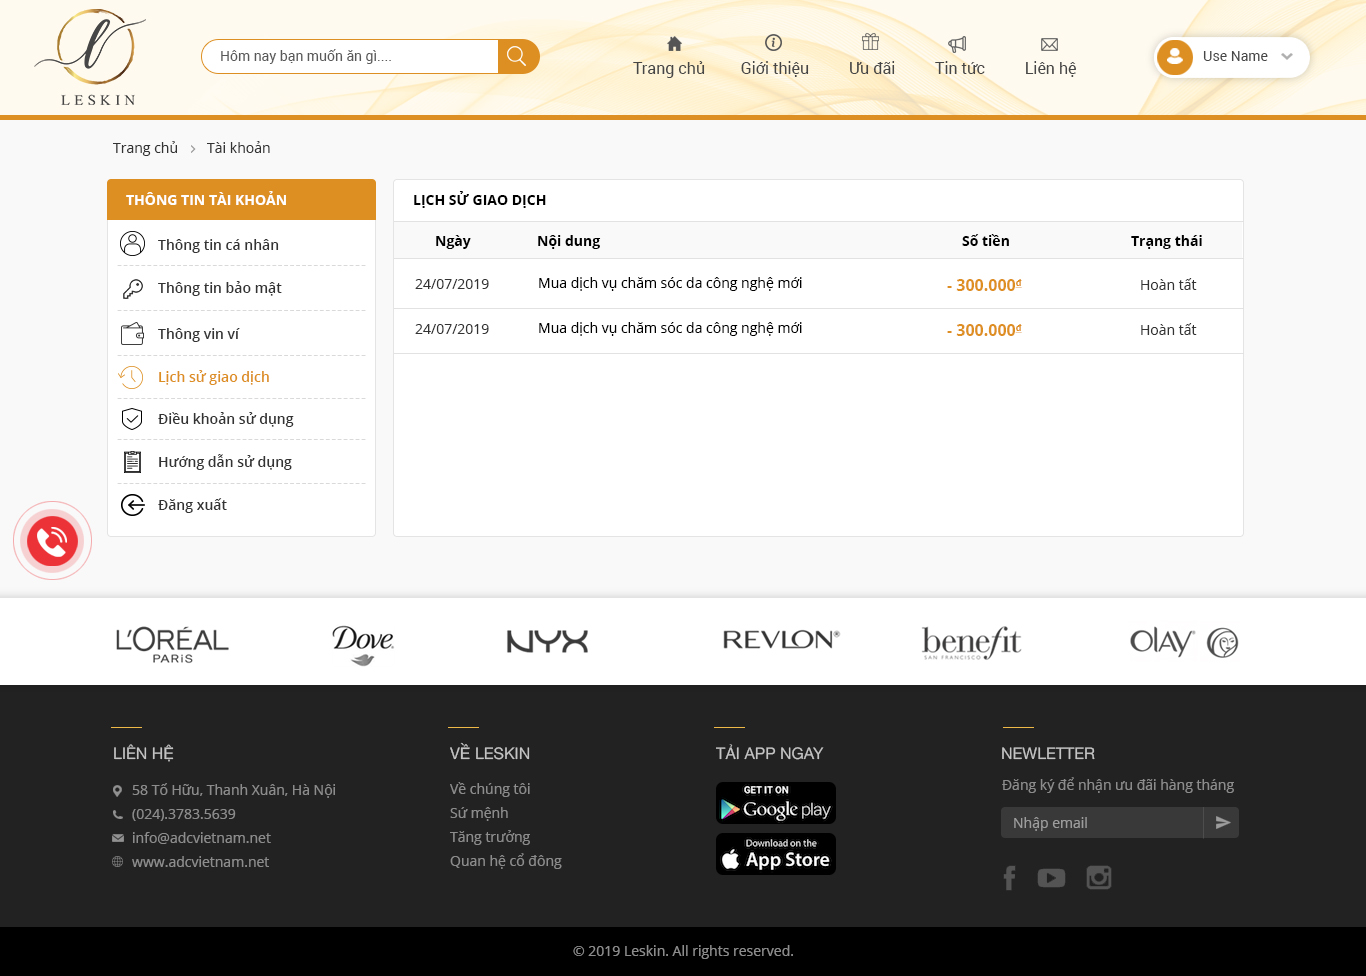 LESKIN
Hôm nay bạn muốn ăn gì....
Trang chủ
Giới thiệu
Ưu đãi
Tin tức
Liên hệ
Use Name
Trang chủ > Tài khoản
THÔNG TIN TÀI KHOẢN
Thông tin cá nhân
Thông tin bảo mật
Thông vin ví
Lịch sử giao dịch
Điều khoản sử dụng
Hướng dẫn sử dụng
Đăng xuất
LỊCH SỬ GIAO DỊCH
Ngày Nội dung Số tiền Trạng thái
24/07/2019 Mua dịch vụ chăm sóc da công nghệ mới - 300.000đ Hoàn tất
24/07/2019 Mua dịch vụ chăm sóc da công nghệ mới - 300.000đ Hoàn tất
L'ORÉAL
PARiS
Dove
NYX
REVLON®
benefit
SAN FRANCISCO
OLAY
LIÊN HỆ
58 Tố Hữu, Thanh Xuân, Hà Nội
(024).3783.5639
info@adcvietnam.net
www.adcvietnam.net
VỀ LESKIN
Về chúng tôi
Sứ mệnh
Tăng trưởng
Quan hệ cổ đông
TẢI APP NGAY
GET IT ON
Google play
Download on the
App Store
NEWLETTER
Đăng ký để nhận ưu đãi hàng tháng
Nhập email
© 2019 Leskin. All rights reserved.